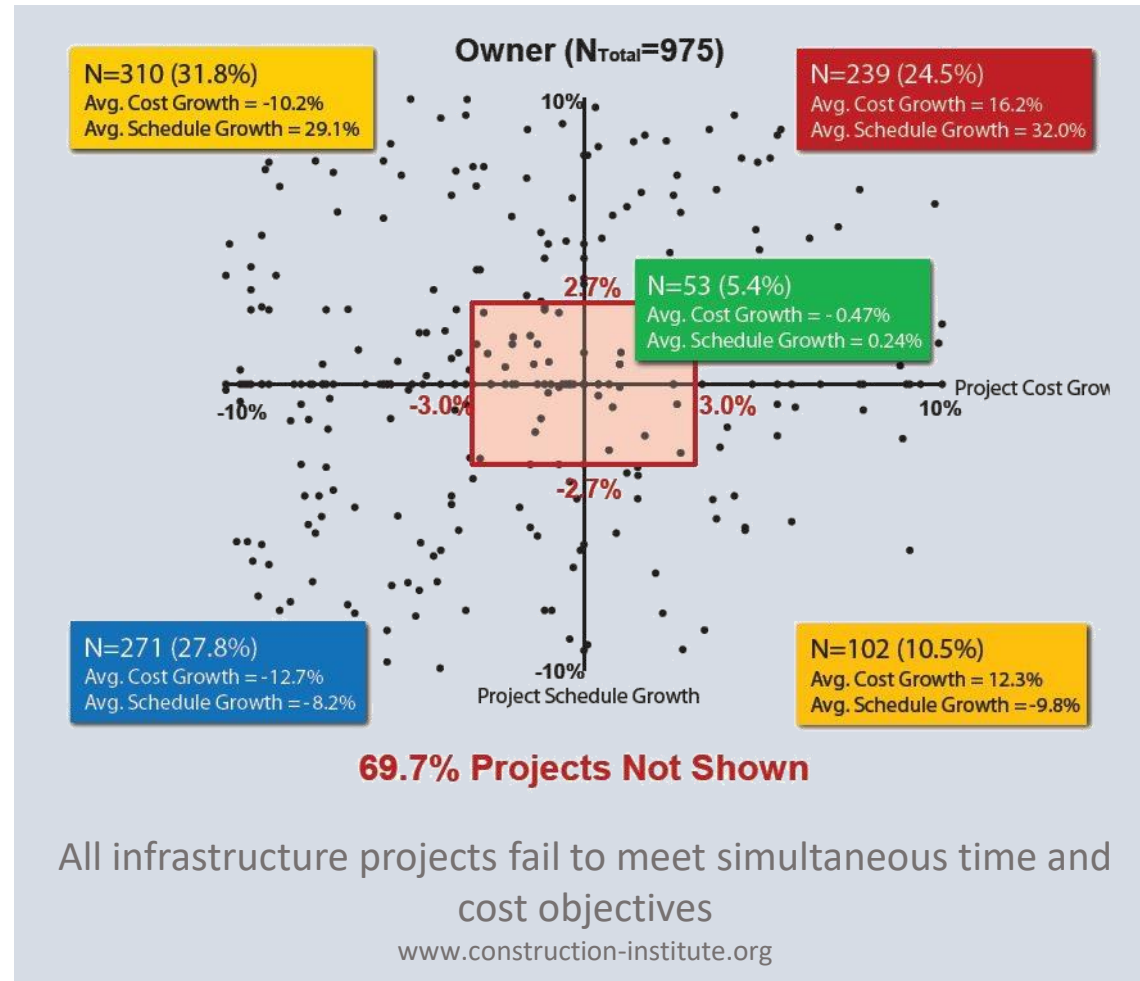 Owner (NTotal=975)
N=310 (31.8%)
Avg. Cost Growth = -10.2%
Avg. Schedule Growth = 29.1%
N=239 (24.5%)
Avg. Cost Growth = 16.2%
Avg. Schedule Growth = 32.0%
10%
2.7%
N=53 (5.4%)
Avg. Cost Growth = - 0.47%
Avg. Schedule Growth = 0.24%
-10%
-3.0%
3.0%
10%
Project Cost Grow
-2.7%
N=271 (27.8%)
Avg. Cost Growth = -12.7%
Avg. Schedule Growth = -8.2%
-10%
Project Schedule Growth
N=102 (10.5%)
Avg. Cost Growth = 12.3%
Avg. Schedule Growth =-9.8%
69.7% Projects Not Shown
All infrastructure projects fail to meet simultaneous time and
cost objectives
www.construction-institute.org